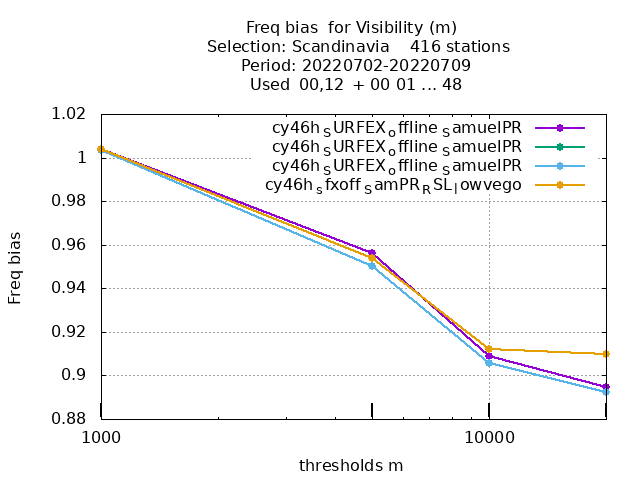 Freq bias for Visibility (m)
Selection: Scandinavia 416 stations
Period: 20220702-20220709
Used 00,12 + 00 01 ... 48
cy46h_SURFEX_offline_SamuelPR
cy46h_SURFEX_offline_SamuelPR
cy46h_SURFEX_offline_SamuelPR
cy46h_sfxoff_SamPR_RSL_lowvego
1.02
1
0.98
0.96
0.94
0.92
0.9
0.88
Freq bias
1000
10000
thresholds m